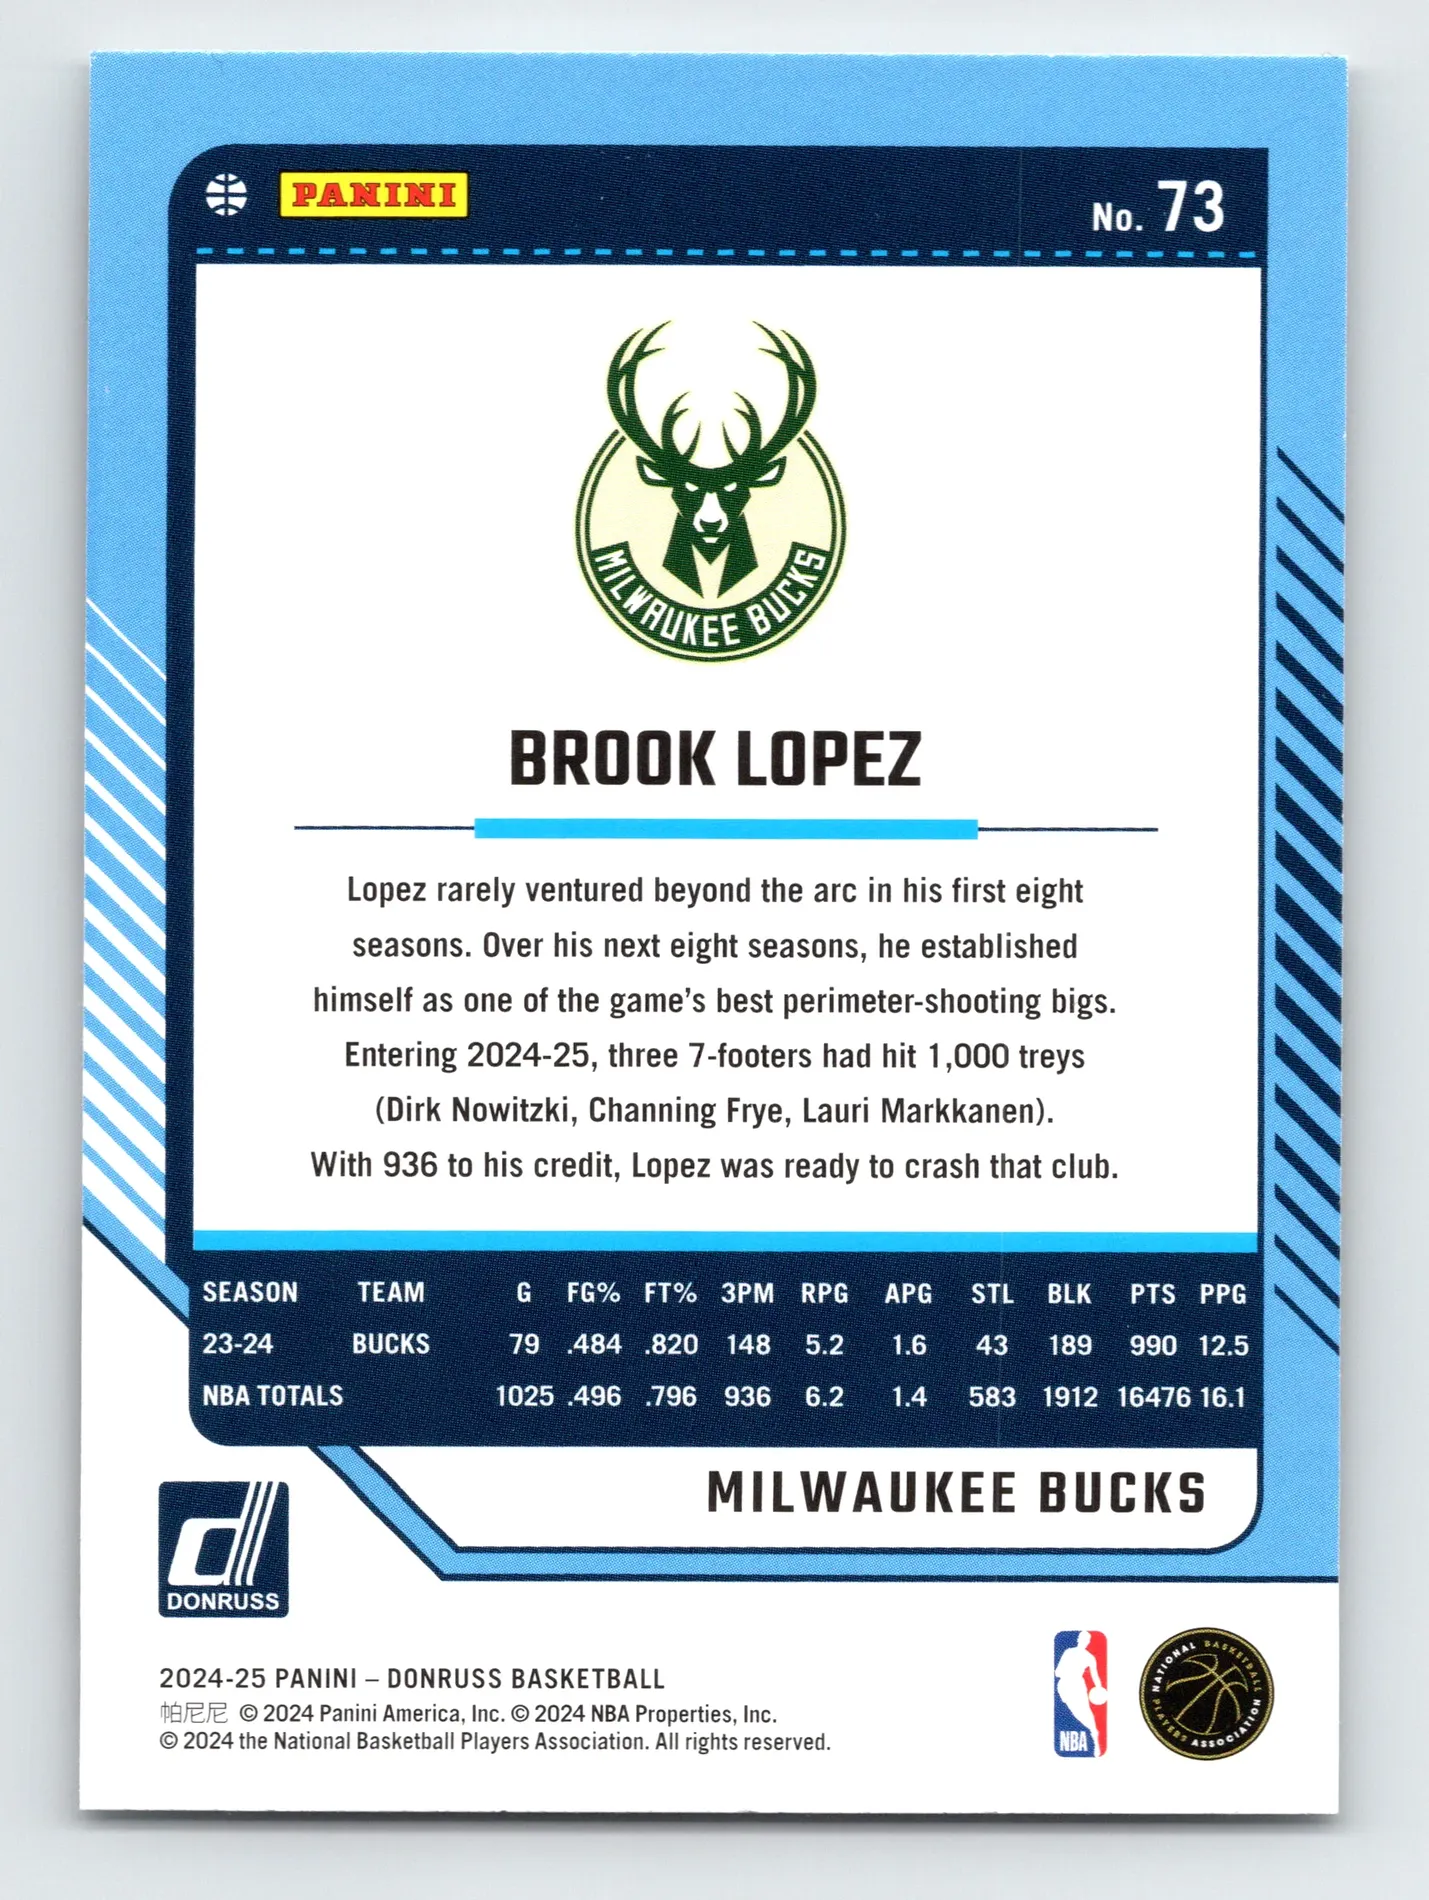 PANINI
No. 73
MILWAUKEE BUCKS
BROOK LOPEZ
Lopez rarely ventured beyond the arc in his first eight
seasons. Over his next eight seasons, he established
himself as one of the game's best perimeter-shooting bigs.
Entering 2024-25, three 7-footers had hit 1,000 treys
(Dirk Nowitzki, Channing Frye, Lauri Markkanen).
With 936 to his credit, Lopez was ready to crash that club.
SEASON TEAM G FG% FT% 3PM RPG APG STL BLK PTS PPG
23-24 BUCKS 79 .484 .820 148 5.2 1.6 43 189 990 12.5
NBA TOTALS 1025 .496 .796 936 6.2 1.4 583 1912 16476 16.1
MILWAUKEE BUCKS
DONRUSS
2024-25 PANINI – DONRUSS BASKETBALL
帕尼尼 © 2024 Panini America, Inc. © 2024 NBA Properties, Inc.
© 2024 the National Basketball Players Association. All rights reserved.
NBA
NATIONAL BASKETBALL PLAYERS ASSOCIATION